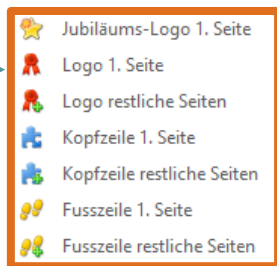 Jubiläums-Logo 1. Seite
Logo 1. Seite
Logo restliche Seiten
Kopfzeile 1. Seite
Kopfzeile restliche Seiten
Fusszeile 1. Seite
Fusszeile restliche Seiten